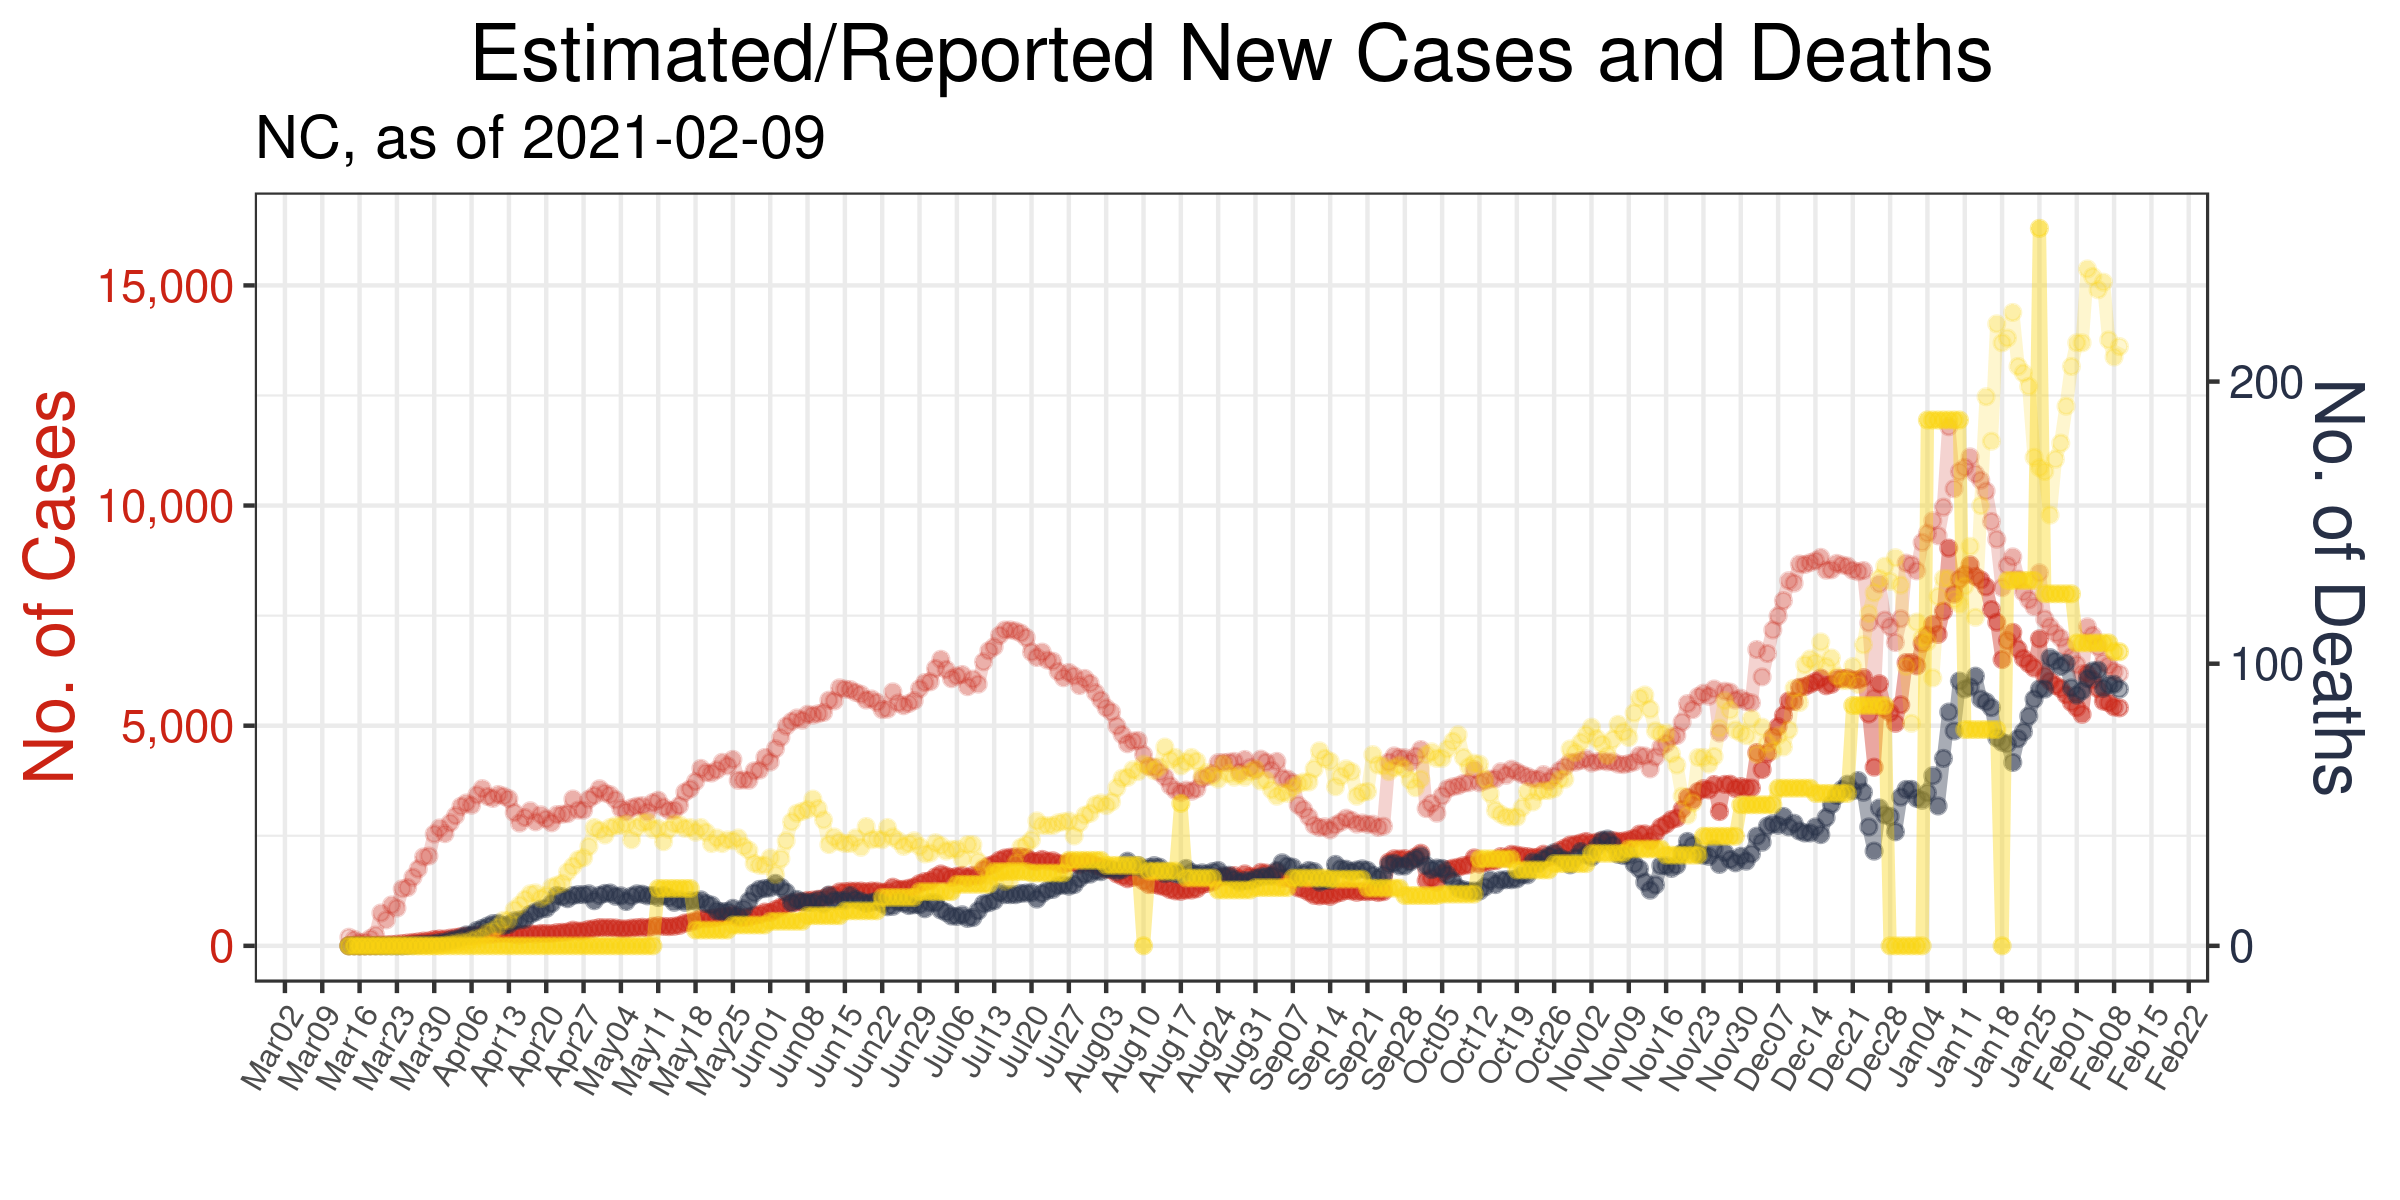 Estimated/Reported New Cases and Deaths
NC, as of 2021-02-09
No. of Cases
15,000
10,000
5,000
0
200
100
0
No. of Deaths
Mar02
Mar09
Mar16
Mar23
Mar30
Apr06
Apr13
Apr20
Apr27
May04
May11
May18
May25
Jun01
Jun08
Jun15
Jun22
Jun29
Jul06
Jul13
Jul20
Jul27
Aug03
Aug10
Aug17
Aug24
Aug31
Sep07
Sep14
Sep21
Sep28
Oct05
Oct12
Oct19
Oct26
Nov02
Nov09
Nov16
Nov23
Nov30
Dec07
Dec14
Dec21
Dec28
Jan04
Jan11
Jan18
Jan25
Feb01
Feb08
Feb15
Feb22